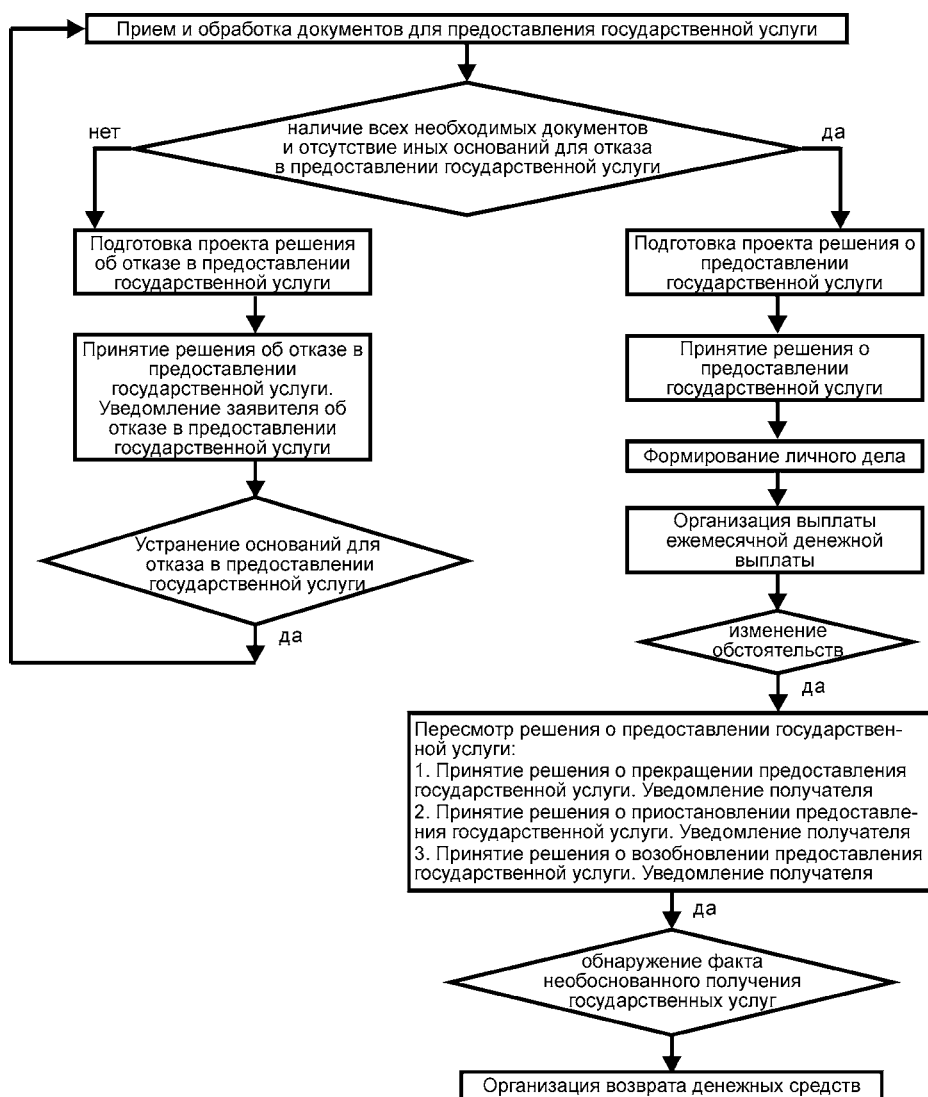 Прием и обработка документов для предоставления государственной услуги
наличие всех необходимых документов
и отсутствие иных оснований для отказа
в предоставлении государственной услуги
нет
да
Подготовка проекта решения
об отказе в предоставлении
государственной услуги
Принятие решения об отказе в
предоставлении
государственной услуги.
Уведомление заявителя об
отказе в предоставлении
государственной услуги
Устранение оснований для
отказа в предоставлении
государственной услуги
да
Подготовка проекта решения о
предоставлении
государственной услуги
Принятие решения о
предоставлении
государственной услуги
Формирование личного дела
Организация выплаты
ежемесячной денежной
выплаты
изменение
обстоятельств
да
Пересмотр решения о предоставлении государствен-
ной услуги:
1. Принятие решения о прекращении предоставления
государственной услуги. Уведомление получателя
2. Принятие решения о приостановлении предоставле-
ния государственной услуги. Уведомление получателя
3. Принятие решения о возобновлении предоставления
государственной услуги. Уведомление получателя
да
обнаружение факта
необоснованного получения
государственных услуг
Организация возврата денежных средств